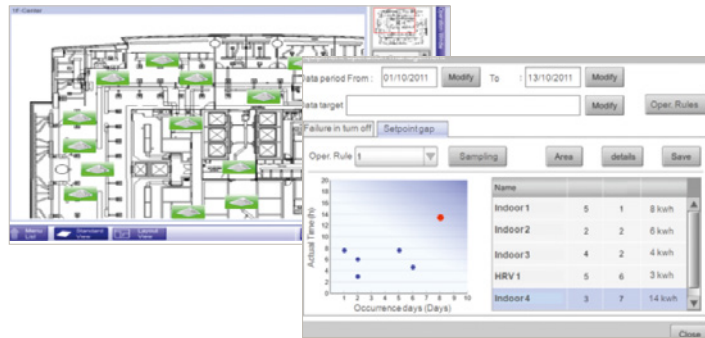 1F-Center
Menu List
Standard View
Layout View
Data period From :
01/10/2011
Modify
To :
13/10/2011
Modify
Data target
Modify
Oper. Rules
Failure in turn off
Setpoint gap
Oper. Rule
1
Sampling
Area
details
Save
Actual Time (h)
20
18
16
14
12
10
8
6
4
2
0
1 2 3 4 5 6 7 8 9 10
Occurrence days (Days)
Name
Indoor1 5 1 8 kwh
Indoor2 2 2 6 kwh
Indoor3 4 2 4 kwh
HRV 1 5 6 3 kwh
Indoor4 3 7 14 kwh
Close